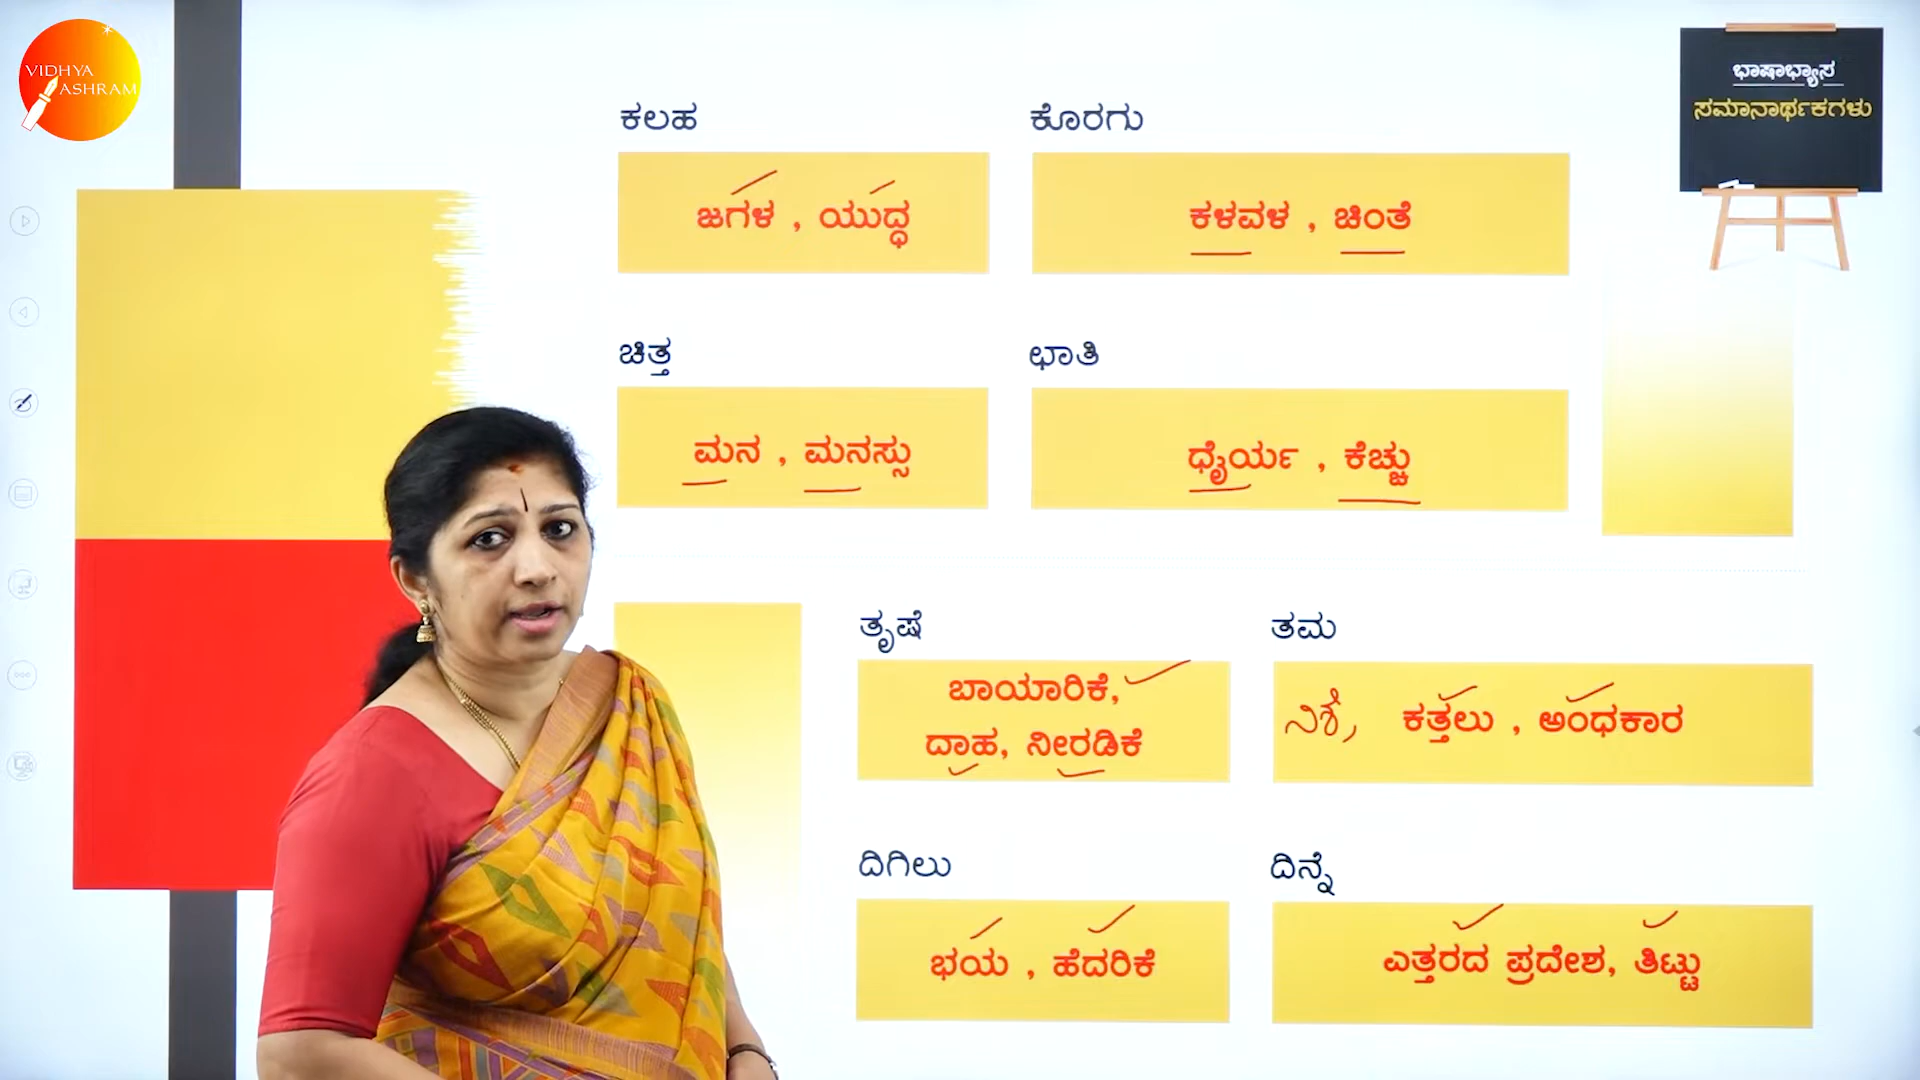 VIDHYA
ASHRAM
ಭಾಷಾಭ್ಯಾಸ
ಸಮಾನಾರ್ಥಕಗಳು
ಕಲಹ
ಜಗಳ , ಯುದ್ಧ
ಕೊರಗು
ಕಳವಳ , ಚಿಂತೆ
ಚಿತ್ತ
ಮನ , ಮನಸ್ಸು
ಛಾತಿ
ಧೈರ್ಯ , ಕೆಚ್ಚು
ತೃಷೆ
ಬಾಯಾರಿಕೆ,
ದಾಹ, ನೀರಡಿಕೆ
ತಮ
ಕತ್ತಲು , ಅಂಧಕಾರ
ದಿಗಿಲು
ಭಯ , ಹೆದರಿಕೆ
ದಿನ್ನೆ
ಎತ್ತರದ ಪ್ರದೇಶ, ತಿಟ್ಟು